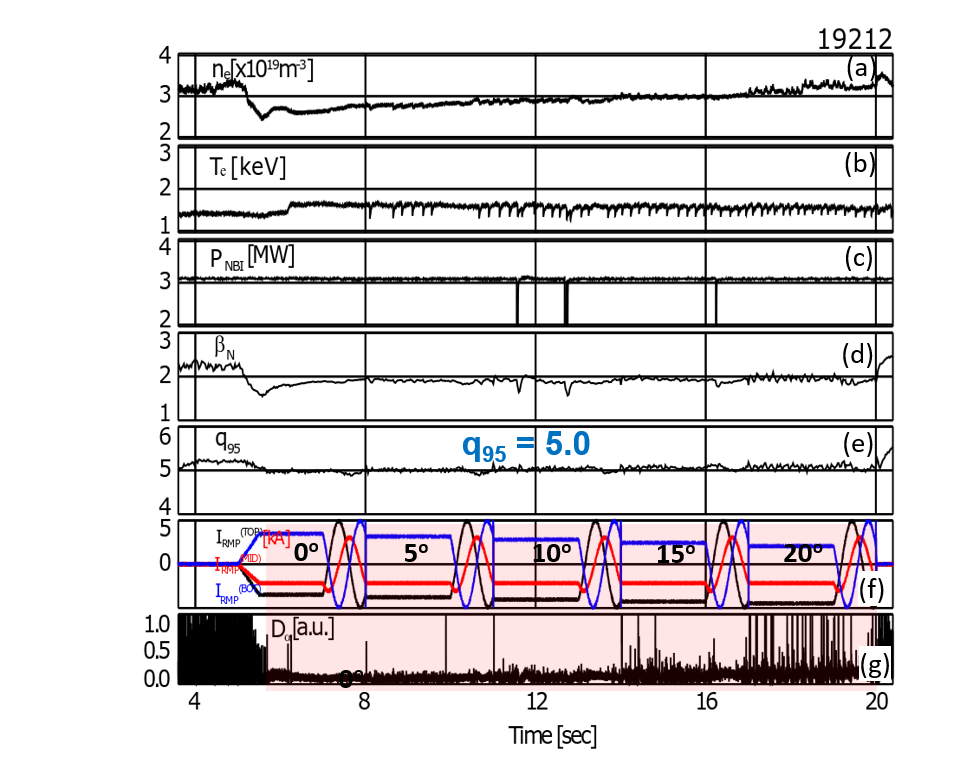 19212
4
nₑ[x10¹⁹m⁻³]
(a)
3
2
3
Tₑ [keV]
(b)
2
1
4
P NBI [MW]
(c)
3
2
3
βN
(d)
2
1
6
q95
q95 = 5.0
(e)
5
4
5
IRMP(TOP) [kA]
0° 5° 10° 15° 20°
0
IRMP(MID)
IRMP(BOT)
(f)
1.0
Dα [a.u.]
0.5
(g)
0.0
0°
4 8 12 16 20
Time [sec]